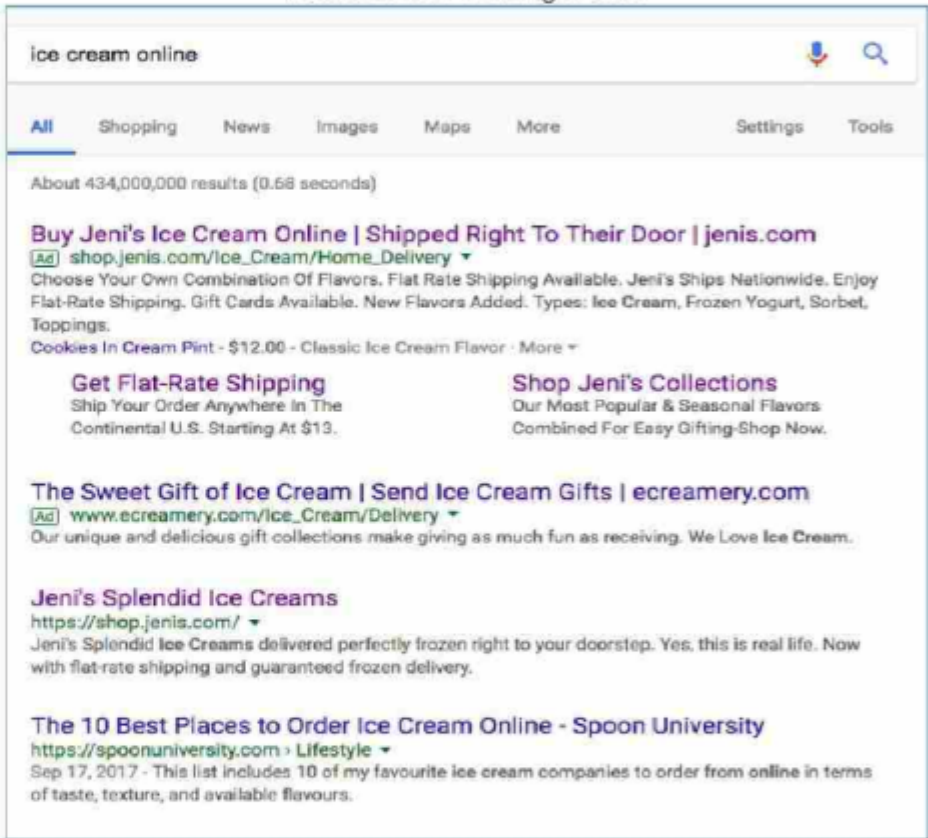 ice cream online
All Shopping News Images Maps More Settings Tools
About 434,000,000 results (0.68 seconds)
Buy Jeni's Ice Cream Online | Shipped Right To Their Door | jenis.com
Ad shop.jenis.com/Ice_Cream/Home_Delivery
Choose Your Own Combination Of Flavors. Flat Rate Shipping Available. Jeni's Ships Nationwide. Enjoy
Flat-Rate Shipping. Gift Cards Available. New Flavors Added. Types: Ice Cream, Frozen Yogurt, Sorbet,
Toppings.
Cookies In Cream Pint - $12.00 - Classic Ice Cream Flavor · More
Get Flat-Rate Shipping
Ship Your Order Anywhere In The
Continental U.S. Starting At $13.
Shop Jeni's Collections
Our Most Popular & Seasonal Flavors
Combined For Easy Gifting-Shop Now.
The Sweet Gift of Ice Cream | Send Ice Cream Gifts | ecreamery.com
Ad www.ecreamery.com/Ice_Cream/Delivery
Our unique and delicious gift collections make giving as much fun as receiving. We Love Ice Cream.
Jeni's Splendid Ice Creams
https://shop.jenis.com/
Jeni's Splendid Ice Creams delivered perfectly frozen right to your doorstep. Yes, this is real life. Now
with flat-rate shipping and guaranteed frozen delivery.
The 10 Best Places to Order Ice Cream Online - Spoon University
https://spoonuniversity.com › Lifestyle
Sep 17, 2017 - This list includes 10 of my favourite ice cream companies to order from online in terms
of taste, texture, and available flavours.